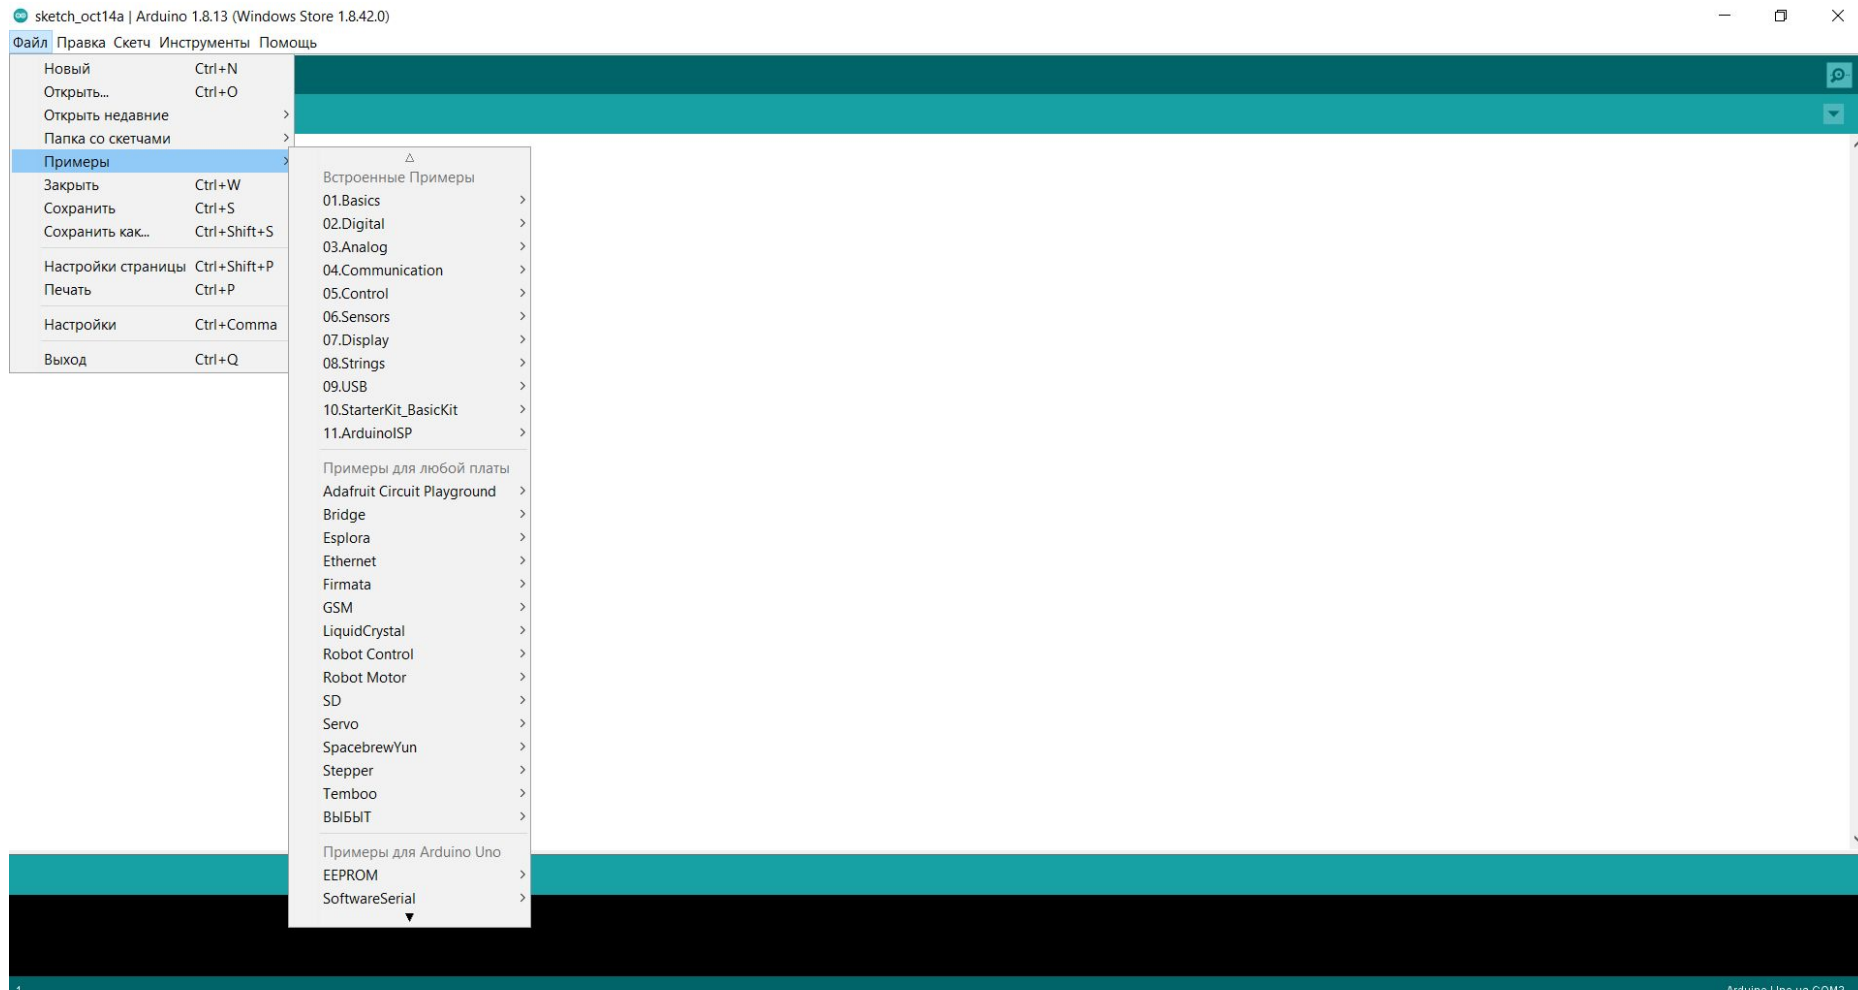 sketch_oct14a | Arduino 1.8.13 (Windows Store 1.8.42.0)
Файл Правка Скетч Инструменты Помощь
Новый Ctrl+N
Открыть... Ctrl+O
Открыть недавние
Папка со скетчами
Примеры
Закрыть Ctrl+W
Сохранить Ctrl+S
Сохранить как... Ctrl+Shift+S
Настройки страницы Ctrl+Shift+P
Печать Ctrl+P
Настройки Ctrl+Comma
Выход Ctrl+Q
Встроенные Примеры
01.Basics
02.Digital
03.Analog
04.Communication
05.Control
06.Sensors
07.Display
08.Strings
09.USB
10.StarterKit_BasicKit
11.ArduinoISP
Примеры для любой платы
Adafruit Circuit Playground
Bridge
Esplora
Ethernet
Firmata
GSM
LiquidCrystal
Robot Control
Robot Motor
SD
Servo
SpacebrewYun
Stepper
Temboo
ВЫБЫТ
Примеры для Arduino Uno
EEPROM
SoftwareSerial